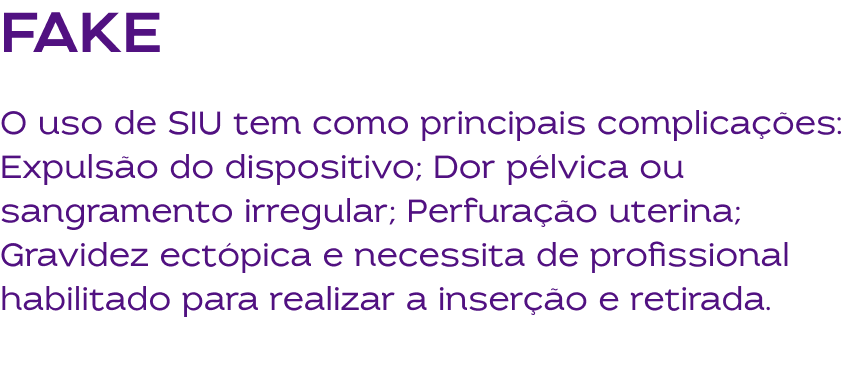 FAKE
O uso de SIU tem como principais complicações:
Expulsão do dispositivo; Dor pélvica ou
sangramento irregular; Perfuração uterina;
Gravidez ectópica e necessita de profissional
habilitado para realizar a inserção e retirada.